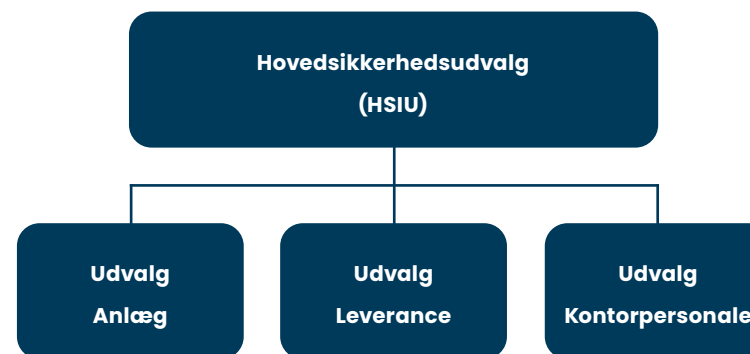 Hovedsikkerhedsudvalg
(HSIU)
Udvalg
Anlæg
Udvalg
Leverance
Udvalg
Kontorpersonale